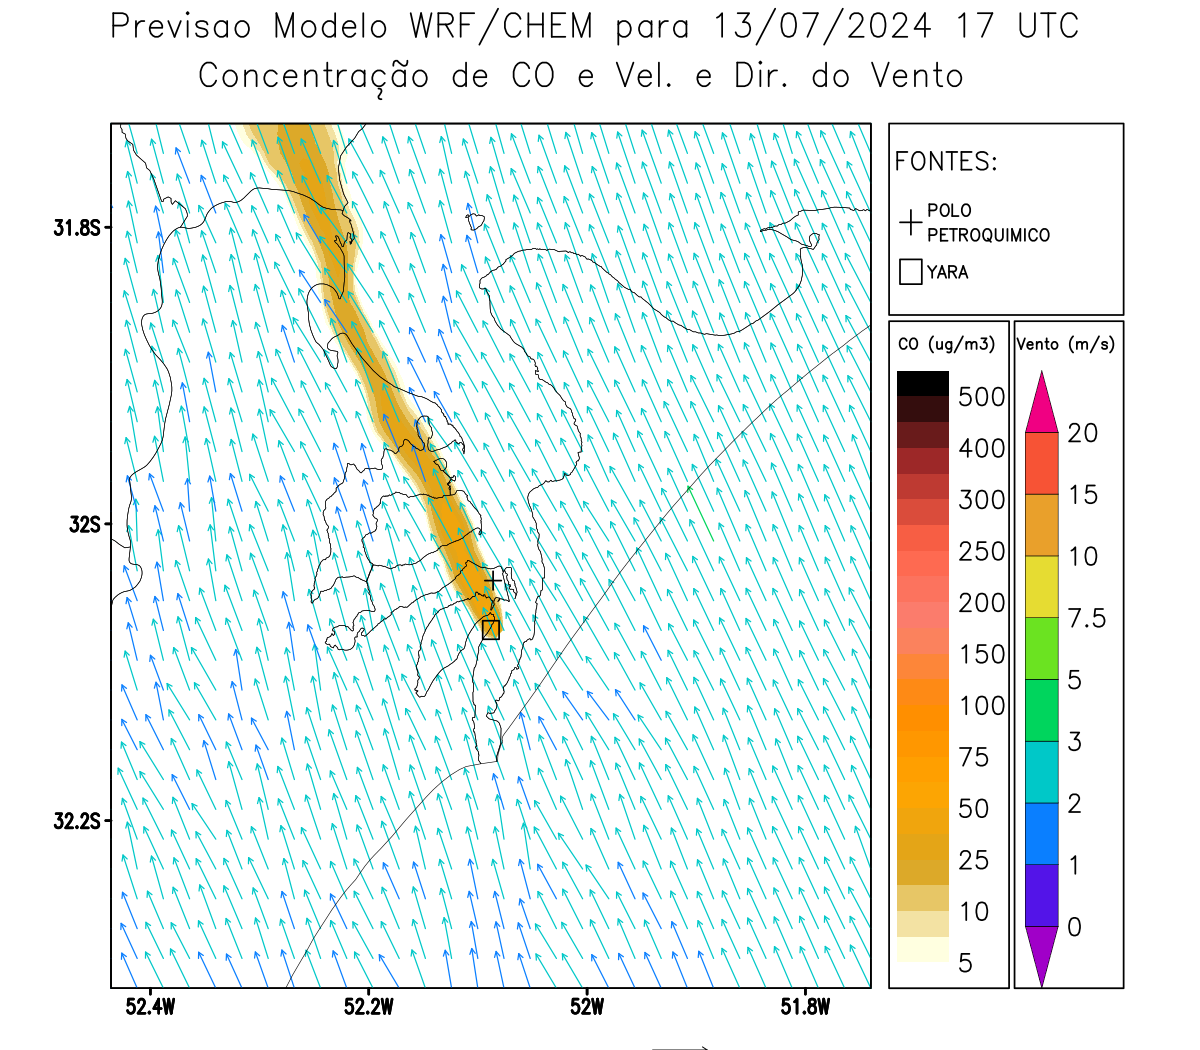 Previsao Modelo WRF/CHEM para 13/07/2024 17 UTC
Concentração de CO e Vel. e Dir. do Vento
31.8S
32S
32.2S
52.4W
52.2W
52W
51.8W
FONTES:
POLO
PETROQUIMICO
YARA
CO (ug/m3)
500
400
300
250
200
150
100
75
50
25
10
5
Vento (m/s)
20
15
10
7.5
5
3
2
1
0